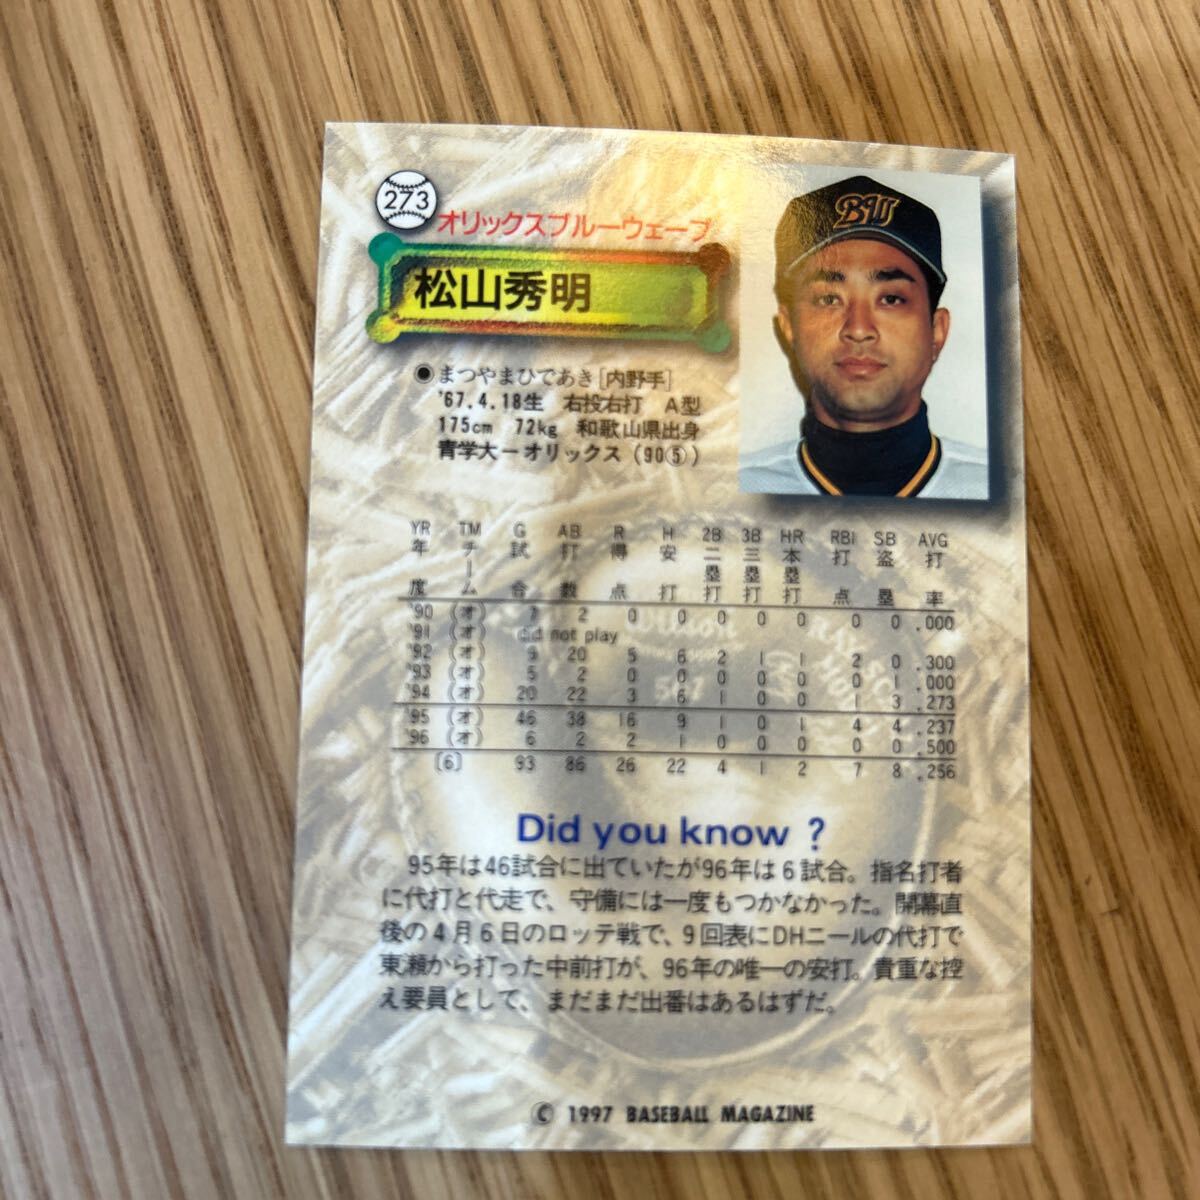 273
オリックスブルーウェーブ
松山秀明
BW
●まつやまひであき[内野手]
'67.4.18生 右投右打 A型
175cm 72kg 和歌山県出身
青学大ーオリックス（90⑤）
YR TM G AB R H 2B 3B HR RBI SB AVG
年度 チーム 試合 打数 得点 安打 二塁打 三塁打 本塁打 打点 盗塁 打率
'90 (オ) 7 2 0 0 0 0 0 0 0 .000
'91 (オ) did not play
'92 (オ) 9 20 5 6 2 1 1 2 0 .300
'93 (オ) 5 2 0 0 0 0 0 0 1 .000
'94 (オ) 20 22 3 6 1 0 0 1 3 .273
'95 (オ) 46 38 16 9 1 0 1 4 4 .237
'96 (オ) 6 2 2 1 0 0 0 0 0 .500
[6] 93 86 26 22 4 1 2 7 8 .256
Did you know ?
95年は46試合に出ていたが96年は6試合。指名打者
に代打と代走で、守備には一度もつかなかった。開幕直
後の4月6日のロッテ戦で、9回表にDHニールの代打で
東瀬から打った中前打が、96年の唯一の安打。貴重な控
え要員として、まだまだ出番はあるはずだ。
© 1997 BASEBALL MAGAZINE